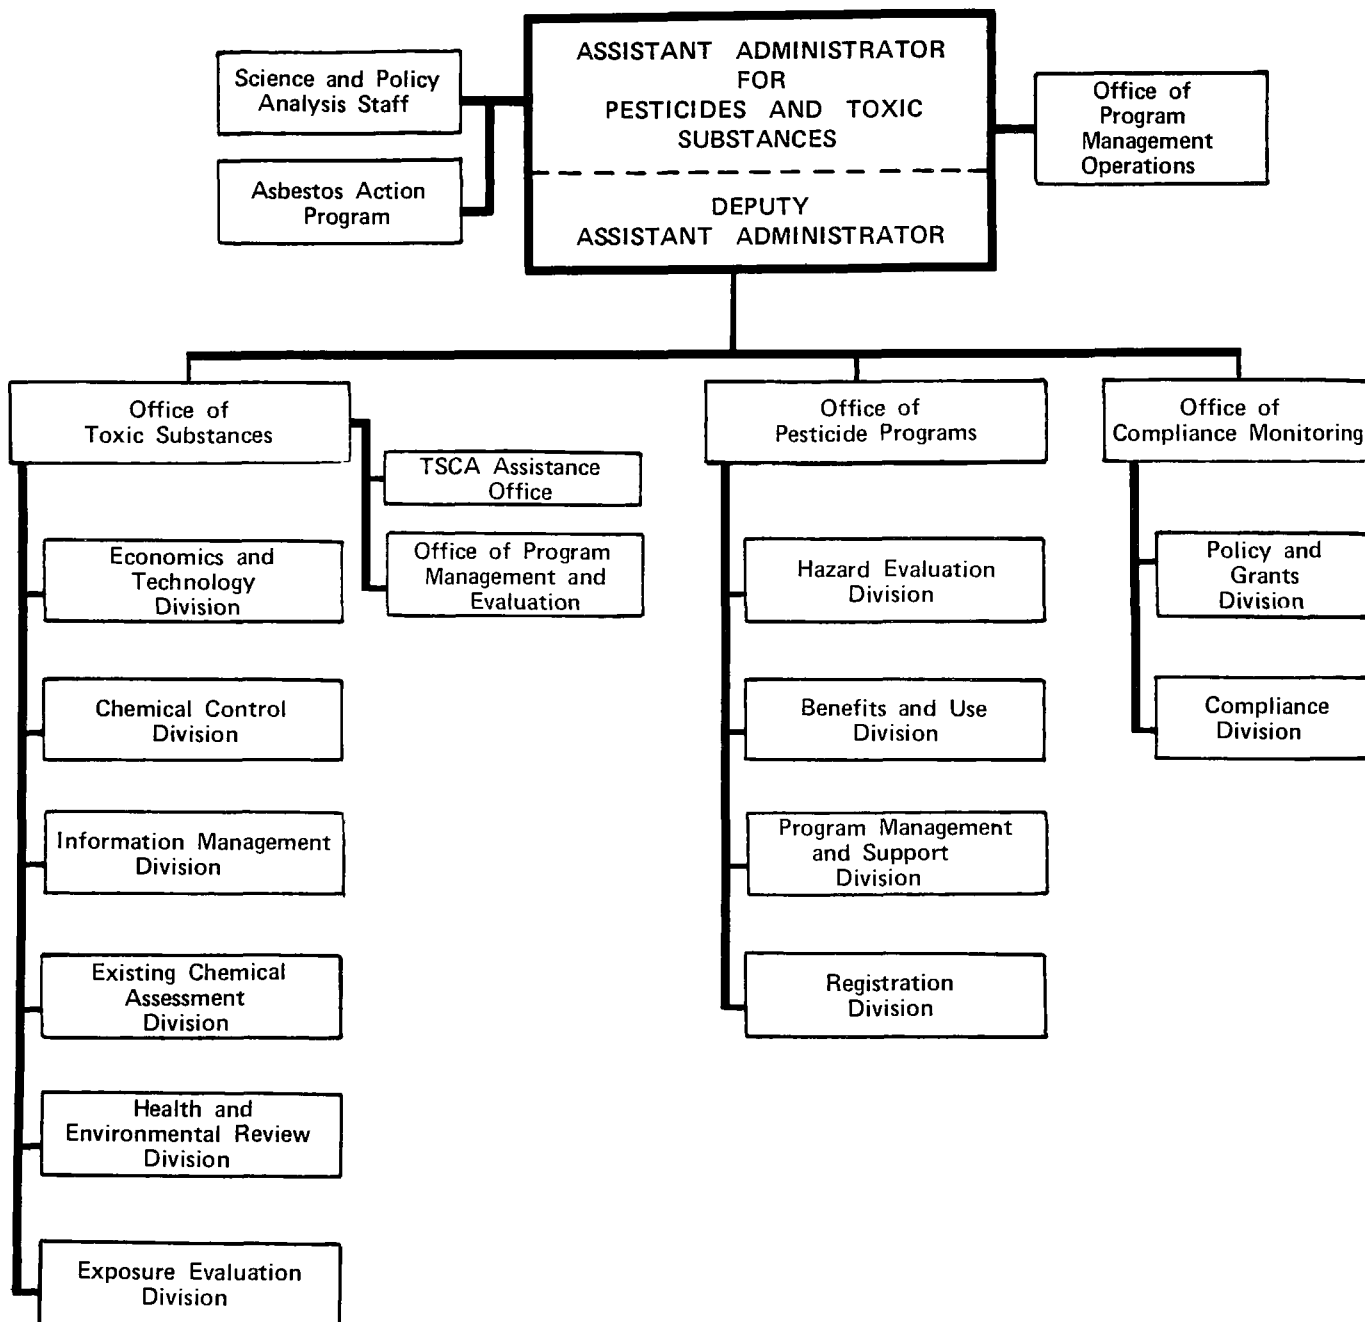 ASSISTANT ADMINISTRATOR
FOR
PESTICIDES AND TOXIC
SUBSTANCES
DEPUTY
ASSISTANT ADMINISTRATOR
Science and Policy
Analysis Staff
Asbestos Action
Program
Office of
Program
Management
Operations
Office of
Toxic Substances
TSCA Assistance
Office
Office of Program
Management and
Evaluation
Economics and
Technology
Division
Chemical Control
Division
Information Management
Division
Existing Chemical
Assessment
Division
Health and
Environmental Review
Division
Exposure Evaluation
Division
Office of
Pesticide Programs
Hazard Evaluation
Division
Benefits and Use
Division
Program Management
and Support
Division
Registration
Division
Office of
Compliance Monitoring
Policy and
Grants
Division
Compliance
Division